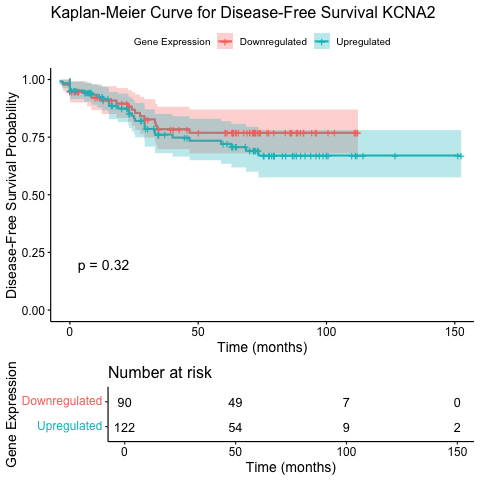 Kaplan-Meier Curve for Disease-Free Survival KCNA2
Gene Expression Downregulated Upregulated
Disease-Free Survival Probability
1.00
0.75
0.50
0.25
0.00
p = 0.32
0 50 100 150
Time (months)
Number at risk
Gene Expression
Downregulated 90 49 7 0
Upregulated 122 54 9 2
0 50 100 150
Time (months)